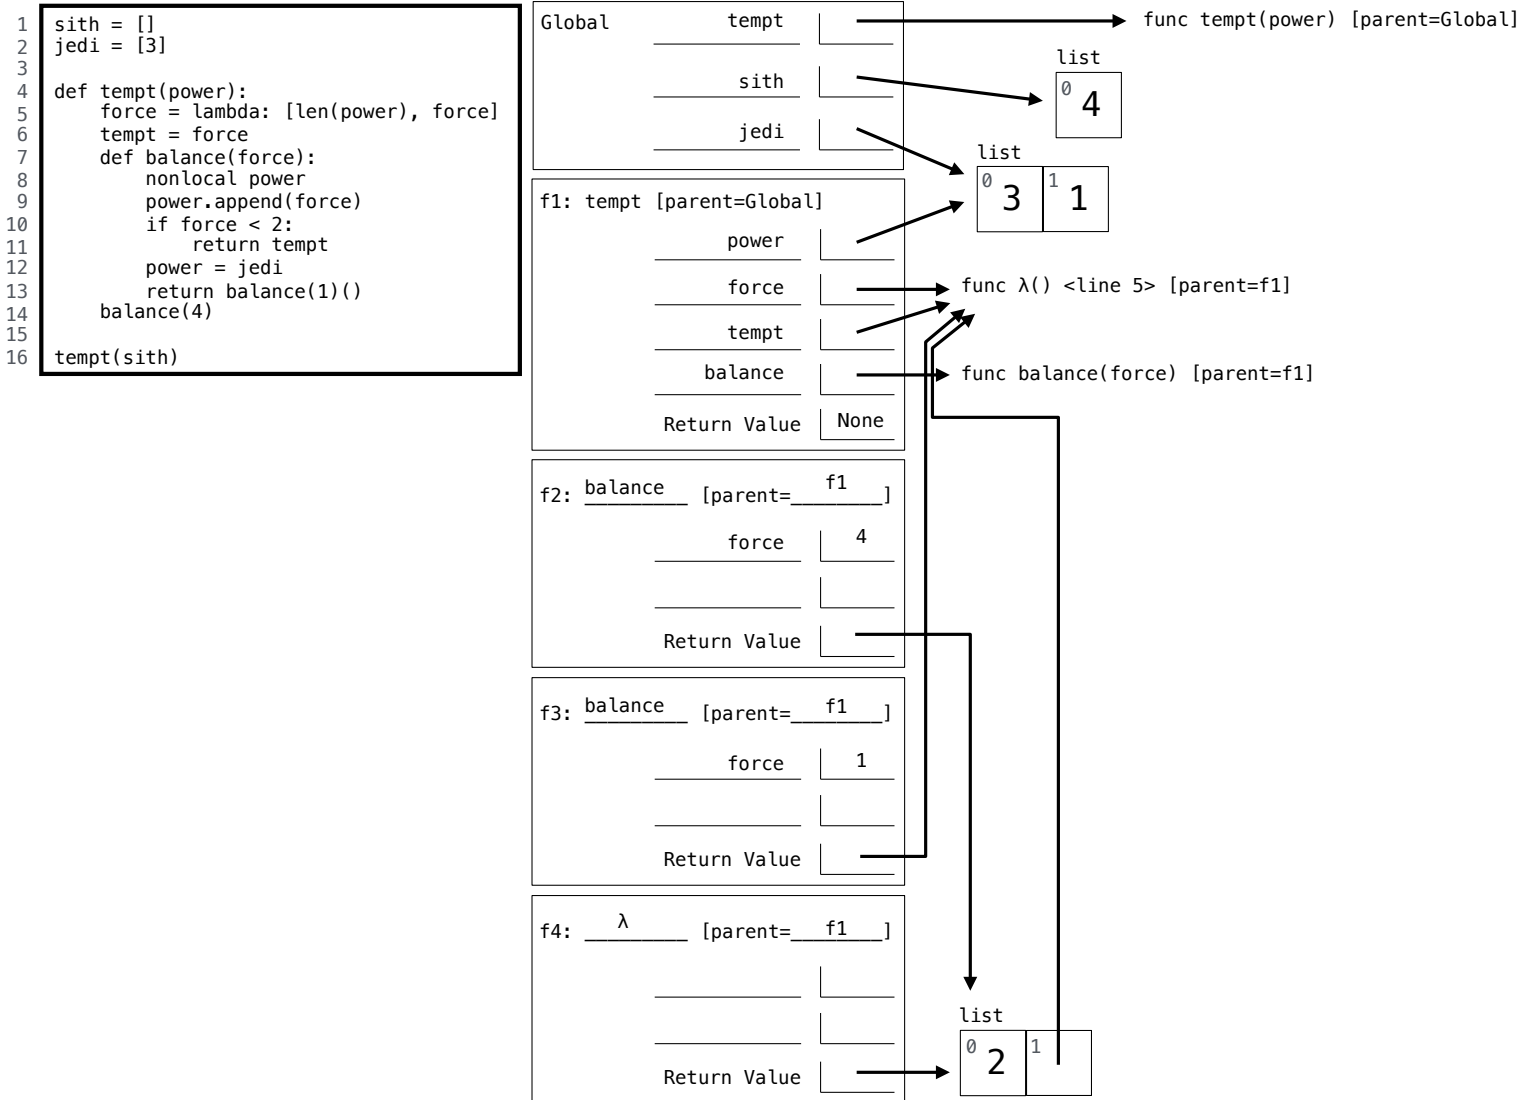 1 sith = []
2 jedi = [3]
3
4 def tempt(power):
5     force = lambda: [len(power), force]
6     tempt = force
7     def balance(force):
8         nonlocal power
9         power.append(force)
10         if force < 2:
11             return tempt
12         power = jedi
13         return balance(1)()
14     balance(4)
15
16 tempt(sith)
Global tempt func tempt(power) [parent=Global]
list
sith 0 4
jedi
list
0 3 1 1
f1: tempt [parent=Global]
power
force func λ() <line 5> [parent=f1]
tempt
balance func balance(force) [parent=f1]
Return Value None
f2: balance [parent=f1]
force 4
Return Value
f3: balance [parent=f1]
force 1
Return Value
f4: λ [parent=f1]
list
0 2 1
Return Value